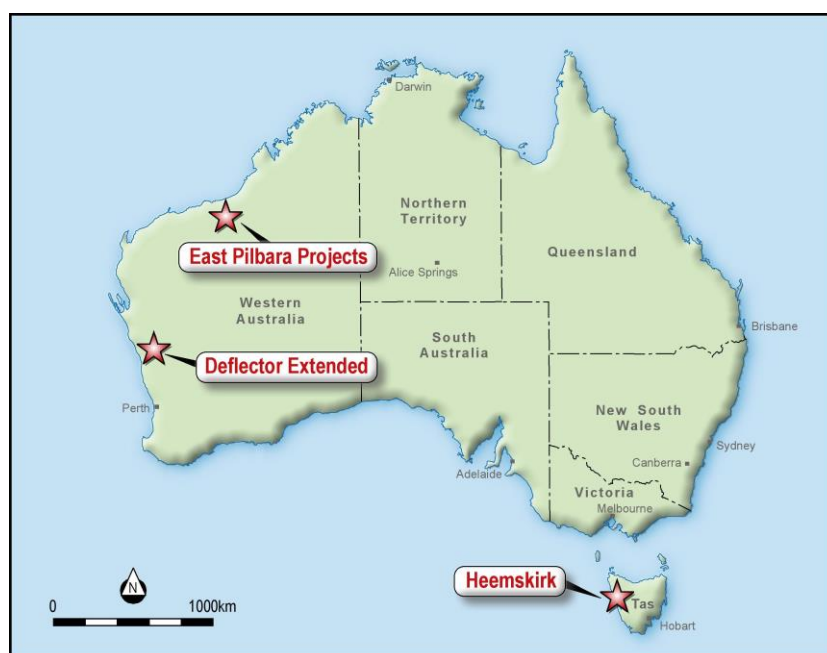 Darwin
Northern
Territory
East Pilbara Projects
Alice Springs
Queensland
Western
Australia
South
Australia
Brisbane
Deflector Extended
Perth
New South
Wales
Sydney
Canberra
Adelaide
Victoria
Melbourne
Heemskirk
Tas
Hobart
N
0
1000km